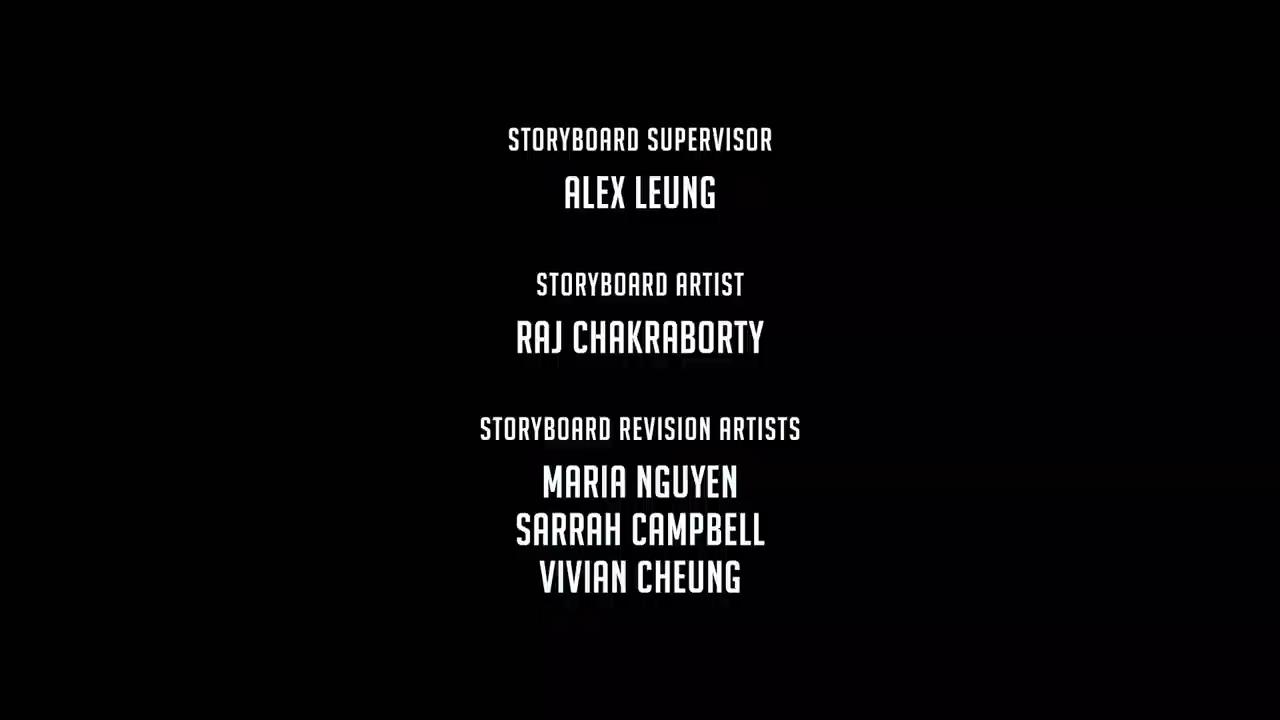 STORYBOARD SUPERVISOR
ALEX LEUNG
STORYBOARD ARTIST
RAJ CHAKRABORTY
STORYBOARD REVISION ARTISTS
MARIA NGUYEN
SARRAH CAMPBELL
VIVIAN CHEUNG